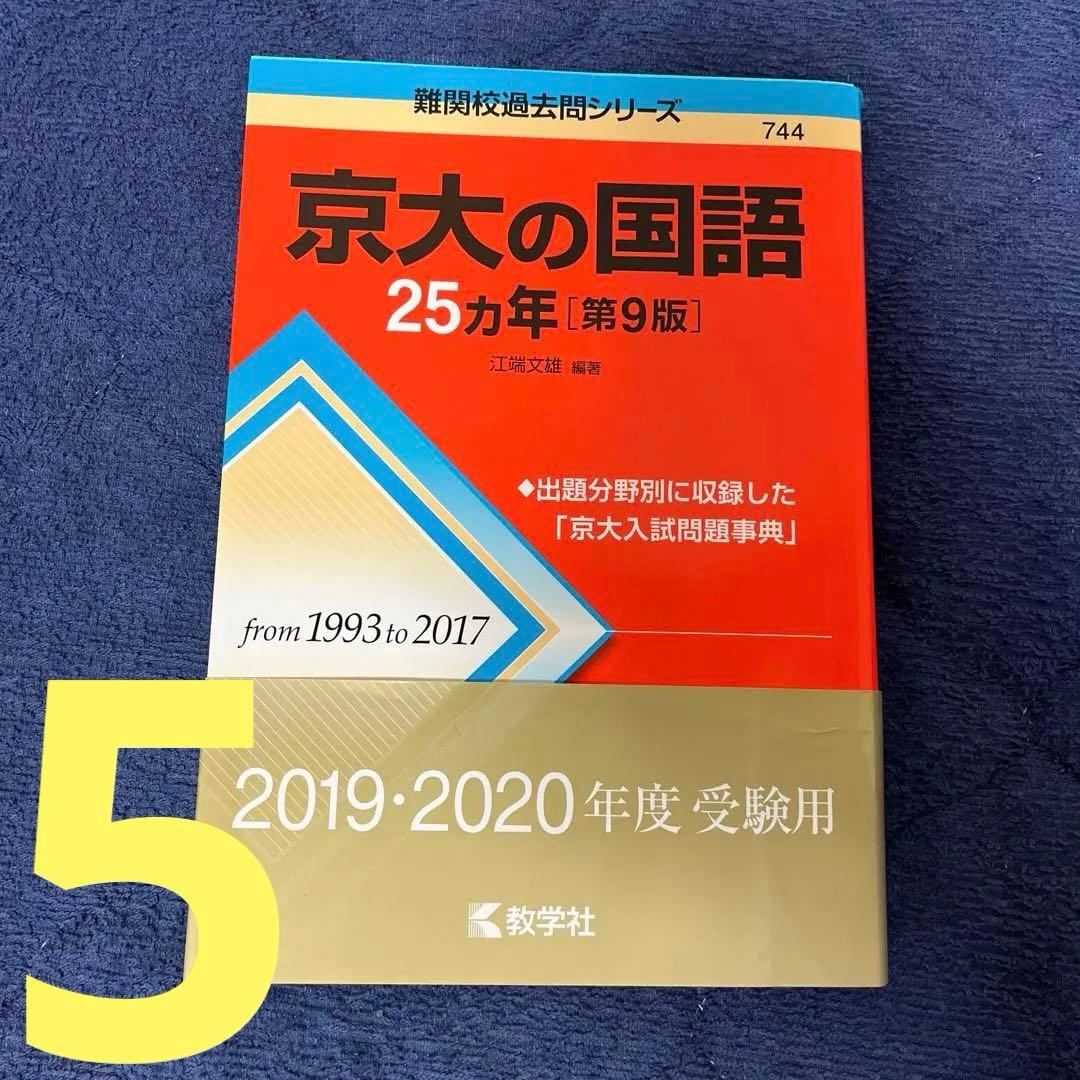 難関校過去問シリーズ
744
京大の国語
25ヵ年［第9版］
江端文雄 編著
◆出題分野別に収録した
「京大入試問題事典」
from 1993 to 2017
2019・2020年度 受験用
教学社
5